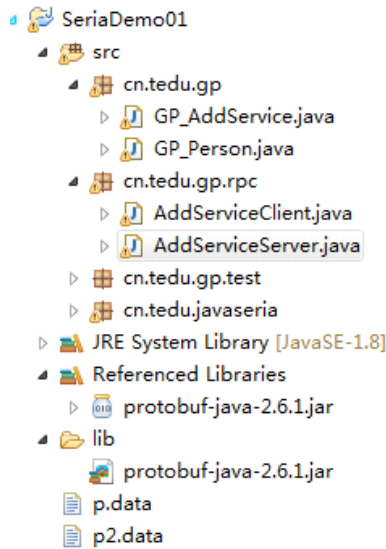 SeriaDemo01
src
cn.tedu.gp
GP_AddService.java
GP_Person.java
cn.tedu.gp.rpc
AddServiceClient.java
AddServiceServer.java
cn.tedu.gp.test
cn.tedu.javaseria
JRE System Library [JavaSE-1.8]
Referenced Libraries
protobuf-java-2.6.1.jar
lib
protobuf-java-2.6.1.jar
p.data
p2.data